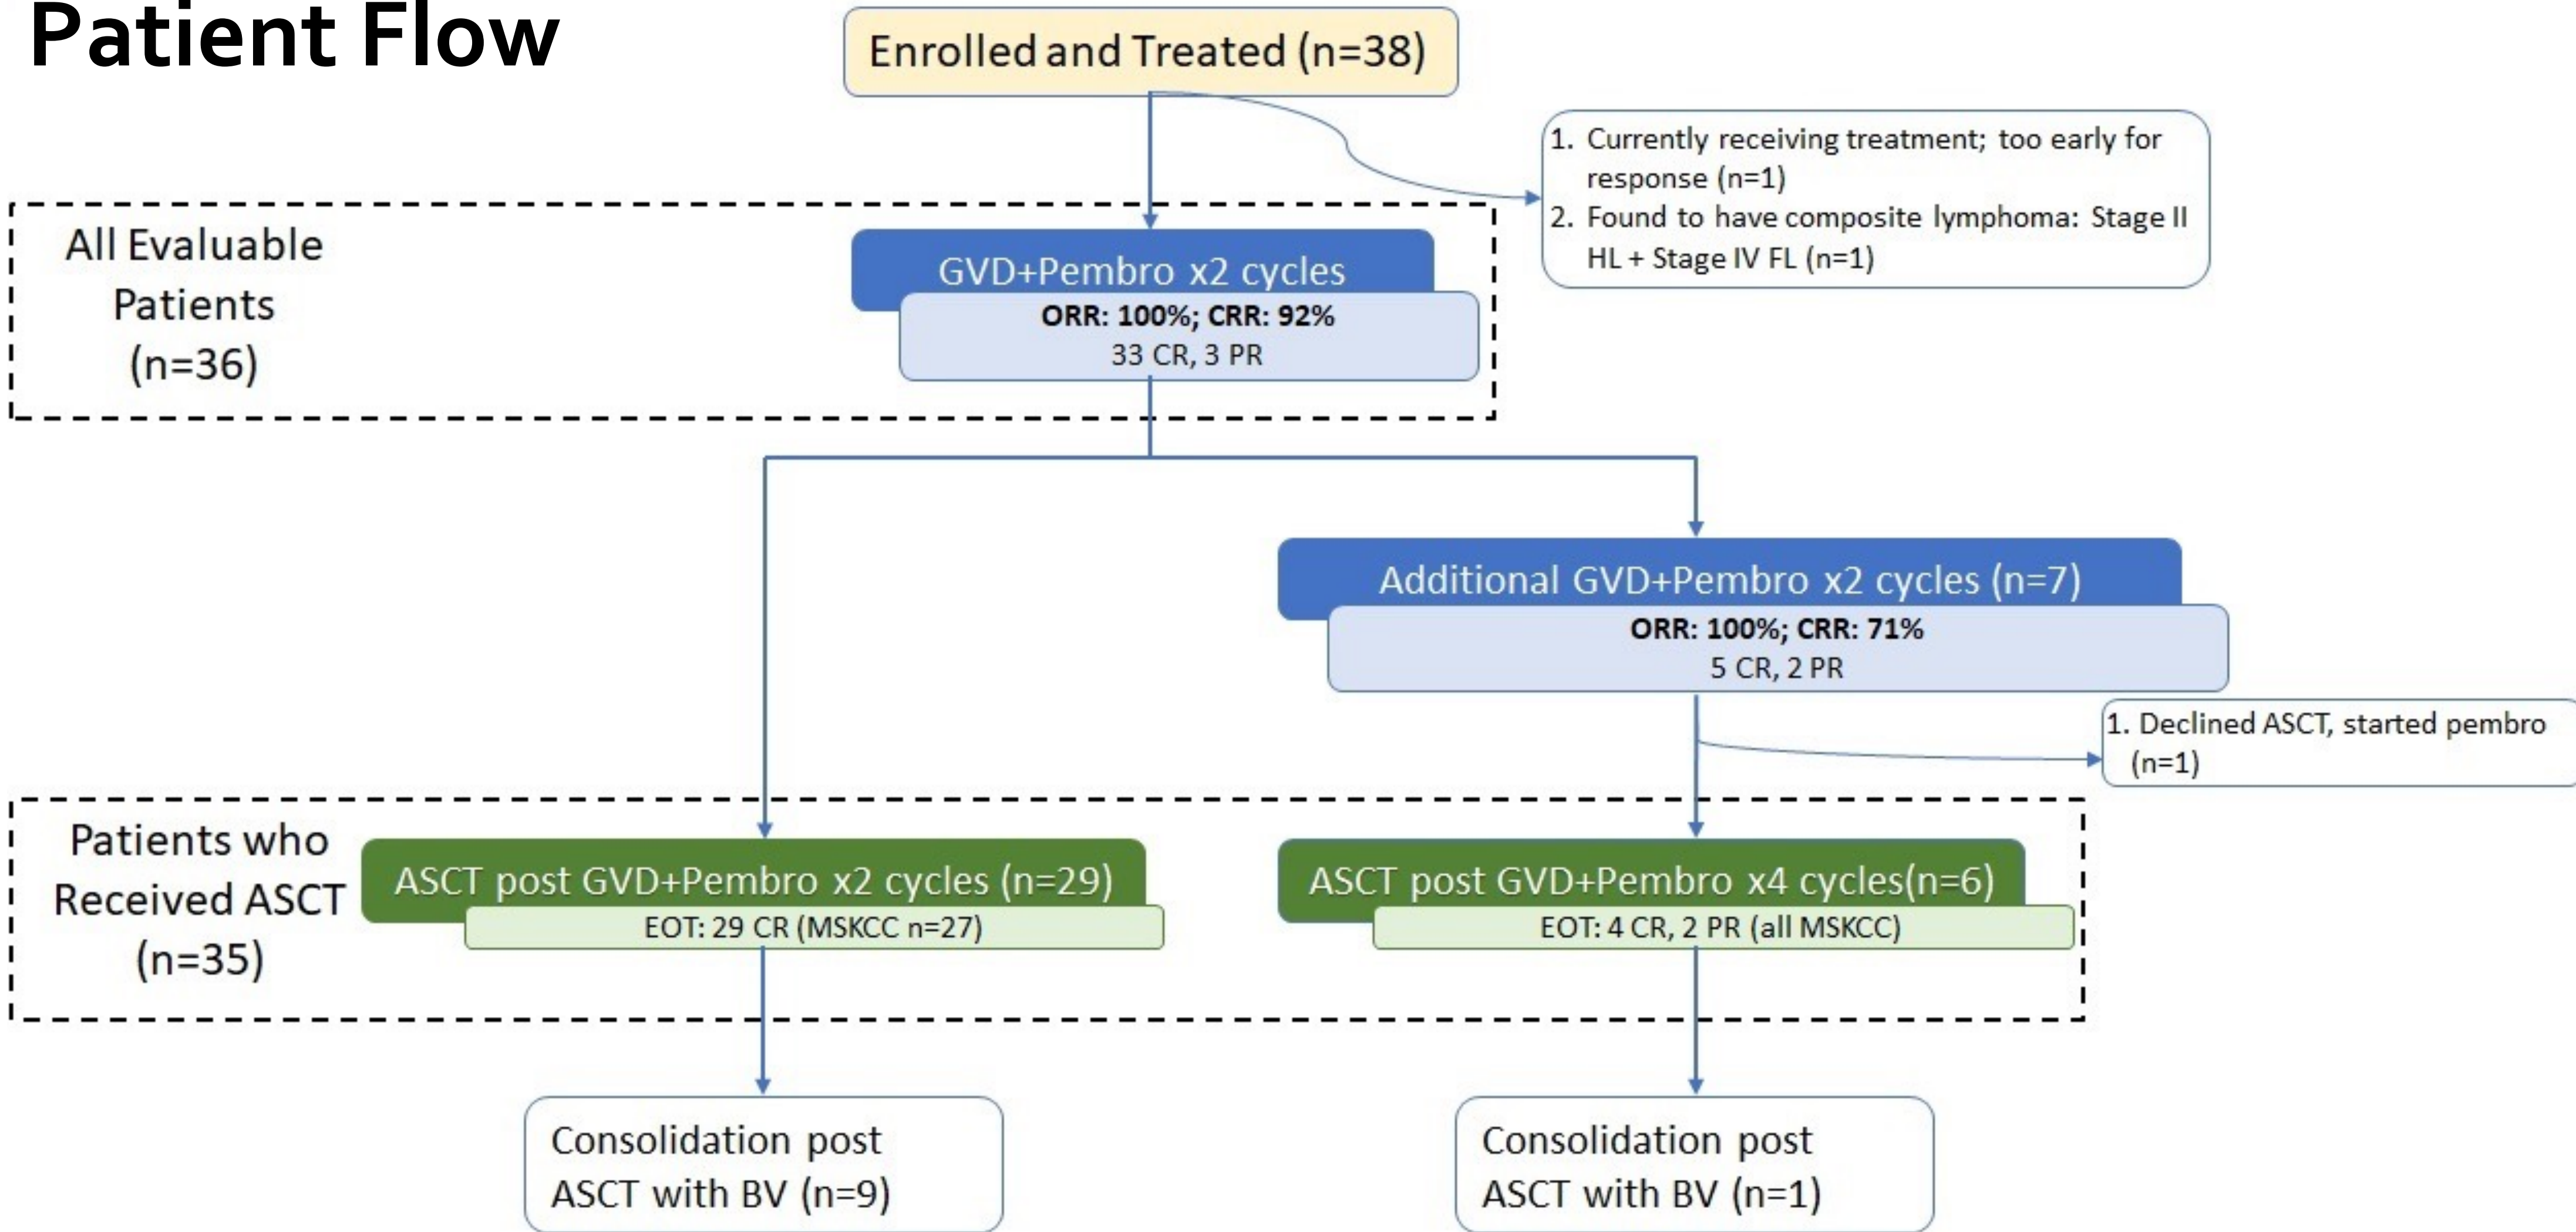 Patient Flow
Enrolled and Treated (n=38)
1. Currently receiving treatment; too early for
response (n=1)
2. Found to have composite lymphoma: Stage II
HL + Stage IV FL (n=1)
All Evaluable
Patients
(n=36)
GVD+Pembro x2 cycles
ORR: 100%; CRR: 92%
33 CR, 3 PR
Additional GVD+Pembro x2 cycles (n=7)
ORR: 100%; CRR: 71%
5 CR, 2 PR
1. Declined ASCT, started pembro
(n=1)
Patients who
Received ASCT
(n=35)
ASCT post GVD+Pembro x2 cycles (n=29)
EOT: 29 CR (MSKCC n=27)
ASCT post GVD+Pembro x4 cycles(n=6)
EOT: 4 CR, 2 PR (all MSKCC)
Consolidation post
ASCT with BV (n=9)
Consolidation post
ASCT with BV (n=1)